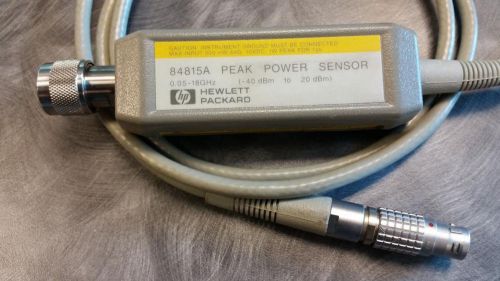 CAUTION: INSTRUMENT GROUND MUST BE CONNECTED
84815A PEAK POWER SENSOR
0.05-18GHz (-40 dBm to 20 dBm)
hp HEWLETT
PACKARD